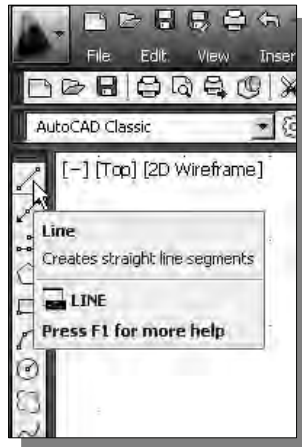 File Edit View Inser
AutoCAD Classic
[-] [Top] [2D Wireframe]
Line
Creates straight line segments
LINE
Press F1 for more help